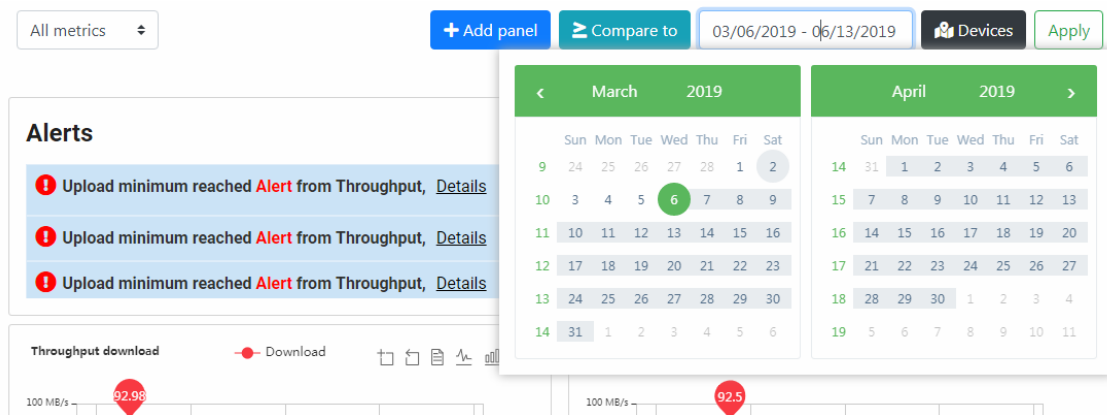 All metrics + Add panel Compare to 03/06/2019 - 06/13/2019 Devices Apply
‹ March 2019 April 2019 ›
Sun Mon Tue Wed Thu Fri Sat Sun Mon Tue Wed Thu Fri Sat
9 24 25 26 27 28 1 2 14 31 1 2 3 4 5 6
10 3 4 5 6 7 8 9 15 7 8 9 10 11 12 13
11 10 11 12 13 14 15 16 16 14 15 16 17 18 19 20
12 17 18 19 20 21 22 23 17 21 22 23 24 25 26 27
13 24 25 26 27 28 29 30 18 28 29 30 1 2 3 4
14 31 1 2 3 4 5 6 19 5 6 7 8 9 10 11
Alerts
Upload minimum reached Alert from Throughput, Details
Upload minimum reached Alert from Throughput, Details
Upload minimum reached Alert from Throughput, Details
Throughput download Download
92.98 92.5
100 MB/s 100 MB/s